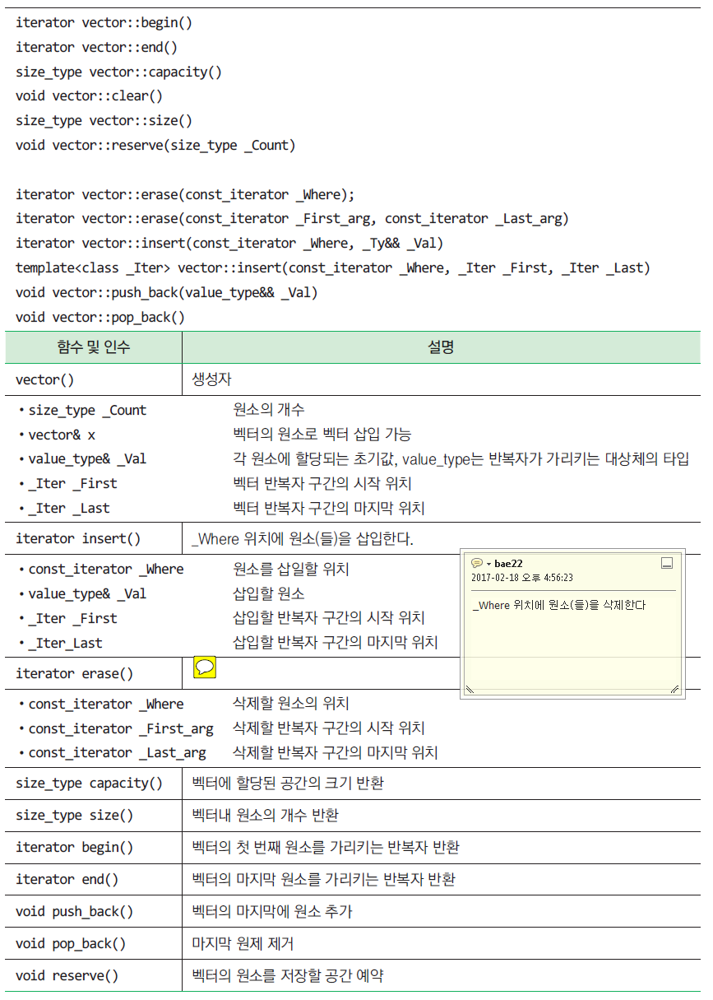 iterator vector::begin()
iterator vector::end()
size_type vector::capacity()
void vector::clear()
size_type vector::size()
void vector::reserve(size_type _Count)
iterator vector::erase(const_iterator _Where);
iterator vector::erase(const_iterator _First_arg, const_iterator _Last_arg)
iterator vector::insert(const_iterator _Where, _Ty&& _Val)
template<class _Iter> vector::insert(const_iterator _Where, _Iter _First, _Iter _Last)
void vector::push_back(value_type&& _Val)
void vector::pop_back()
함수 및 인수 설명
vector() 생성자
• size_type _Count 원소의 개수
• vector& x 벡터의 원소로 벡터 삽입 가능
• value_type& _Val 각 원소에 할당되는 초기값, value_type는 반복자가 가리키는 대상체의 타입
• _Iter _First 벡터 반복자 구간의 시작 위치
• _Iter _Last 벡터 반복자 구간의 마지막 위치
iterator insert() _Where 위치에 원소(들)을 삽입한다.
• const_iterator _Where 원소를 삽일할 위치
• value_type& _Val 삽입할 원소
• _Iter _First 삽입할 반복자 구간의 시작 위치
• _Iter_Last 삽입할 반복자 구간의 마지막 위치
bae22
2017-02-18 오후 4:56:23
_Where 위치에 원소(들)을 삭제한다
iterator erase()
• const_iterator _Where 삭제할 원소의 위치
• const_iterator _First_arg 삭제할 반복자 구간의 시작 위치
• const_iterator _Last_arg 삭제할 반복자 구간의 마지막 위치
size_type capacity() 벡터에 할당된 공간의 크기 반환
size_type size() 벡터내 원소의 개수 반환
iterator begin() 벡터의 첫 번째 원소를 가리키는 반복자 반환
iterator end() 벡터의 마지막 원소를 가리키는 반복자 반환
void push_back() 벡터의 마지막에 원소 추가
void pop_back() 마지막 원제 제거
void reserve() 벡터의 원소를 저장할 공간 예약